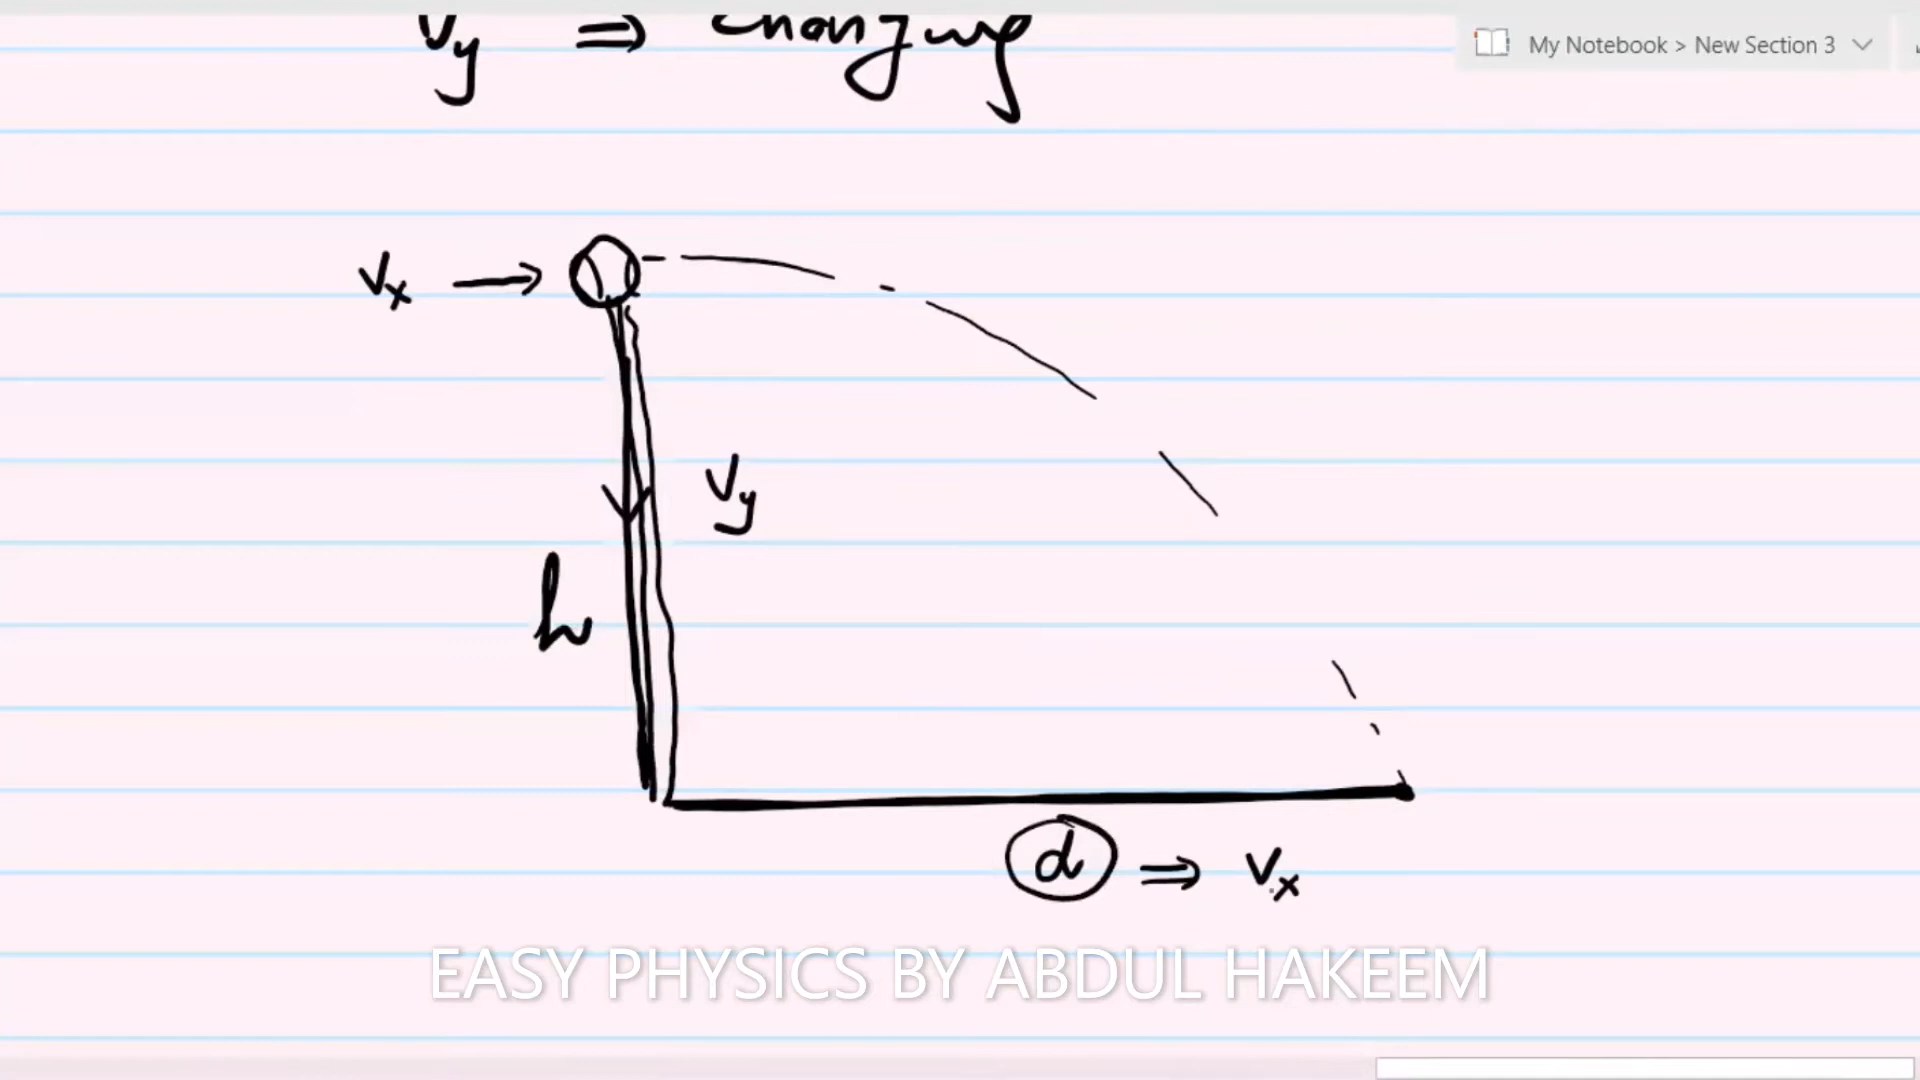 Vy ⇒ changing
My Notebook > New Section 3
Vx →
Vy
h
d ⇒ Vx
EASY PHYSICS BY ABDUL HAKEEM